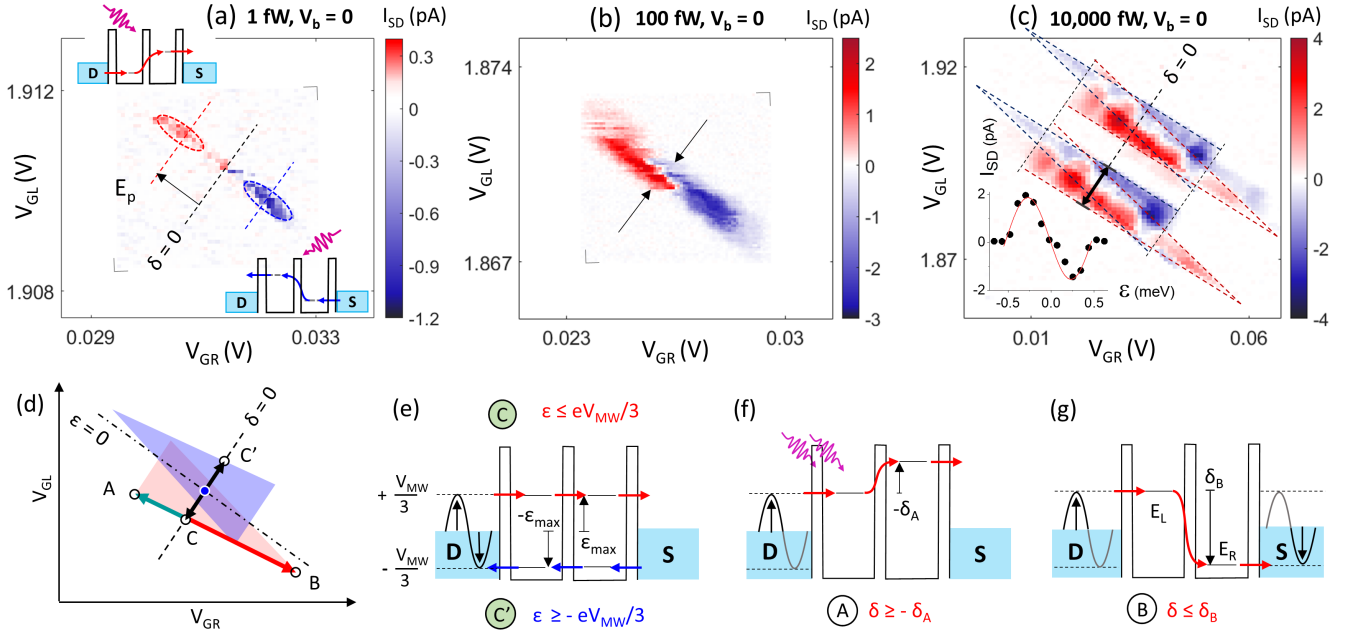 (a) 1 fW, V_b = 0
I_SD (pA)
D
S
1.912
1.908
V_GL (V)
E_p
δ = 0
D
S
0.029
0.033
V_GR (V)
0.3
0
-0.3
-0.6
-0.9
-1.2
(b) 100 fW, V_b = 0
I_SD (pA)
1.874
1.867
V_GL (V)
0.023
0.03
V_GR (V)
2
1
0
-1
-2
-3
(c) 10,000 fW, V_b = 0
I_SD (pA)
1.92
1.87
V_GL (V)
δ = 0
I_SD (pA)
2
0
-2
-0.5
0.0
0.5
ε (meV)
0.01
0.06
V_GR (V)
4
2
0
-2
-4
(d)
ε = 0
δ = 0
C'
A
C
B
V_GL
V_GR
(e)
C ε ≤ eV_MW/3
+ V_MW/3
- V_MW/3
-ε_max
ε_max
D
S
C' ε ≥ - eV_MW/3
(f)
-δ_A
D
S
A δ ≥ - δ_A
(g)
δ_B
E_L
E_R
D
S
B δ ≤ δ_B